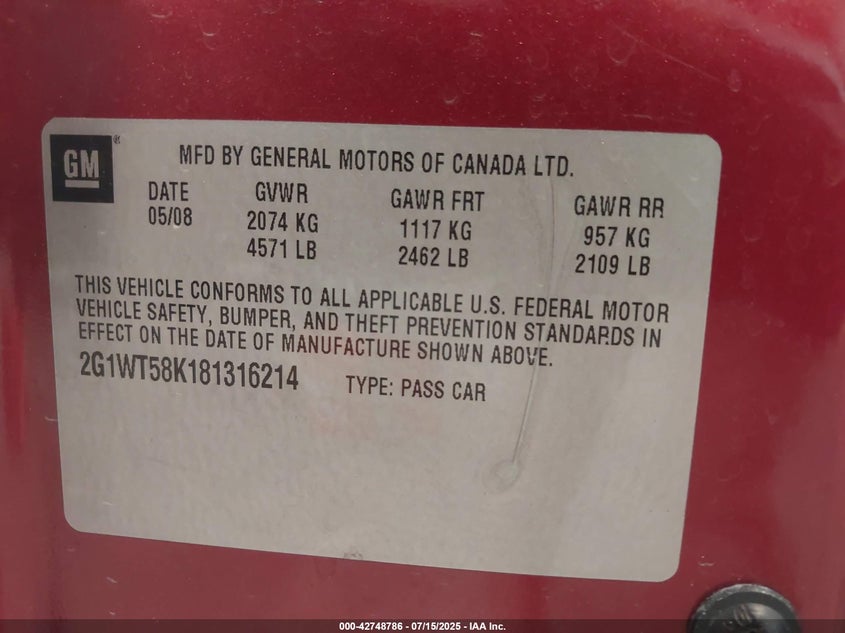 GM®
MFD BY GENERAL MOTORS OF CANADA LTD.
DATE GVWR GAWR FRT GAWR RR
05/08 2074 KG 1117 KG 957 KG
4571 LB 2462 LB 2109 LB
THIS VEHICLE CONFORMS TO ALL APPLICABLE U.S. FEDERAL MOTOR
VEHICLE SAFETY, BUMPER, AND THEFT PREVENTION STANDARDS IN
EFFECT ON THE DATE OF MANUFACTURE SHOWN ABOVE.
2G1WT58K181316214 TYPE: PASS CAR
000-42748786 - 07/15/2025 - IAA Inc.